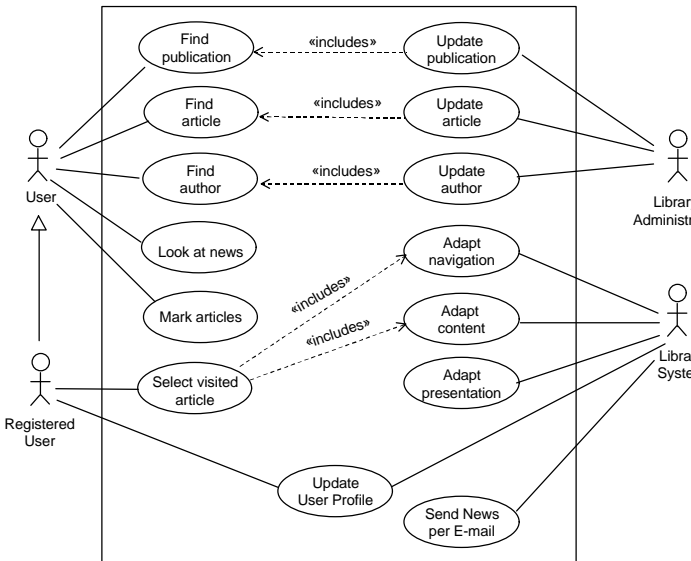 Find
publication
«includes»
Update
publication
Find
article
«includes»
Update
article
User
Find
author
«includes»
Update
author
Look at news
Adapt
navigation
«includes»
Mark articles
«includes»
Adapt
content
Registered
User
Select visited
article
Adapt
presentation
Update
User Profile
Send News
per E-mail